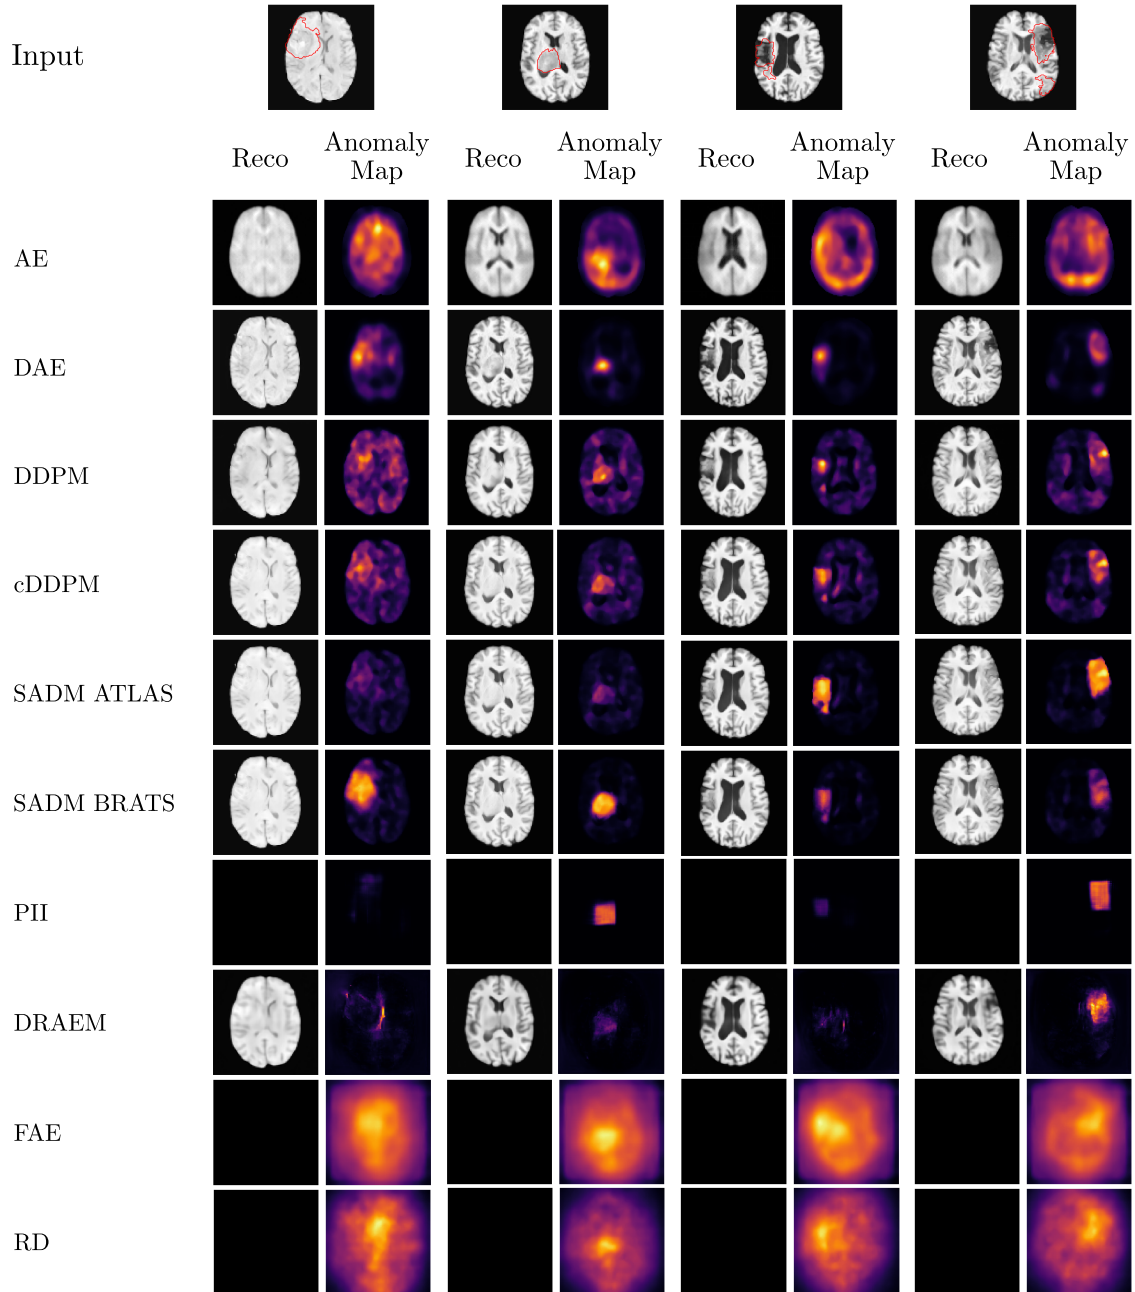 Input
Reco Anomaly Map Reco Anomaly Map Reco Anomaly Map Reco Anomaly Map
AE
DAE
DDPM
cDDPM
SADM ATLAS
SADM BRATS
PII
DRAEM
FAE
RD